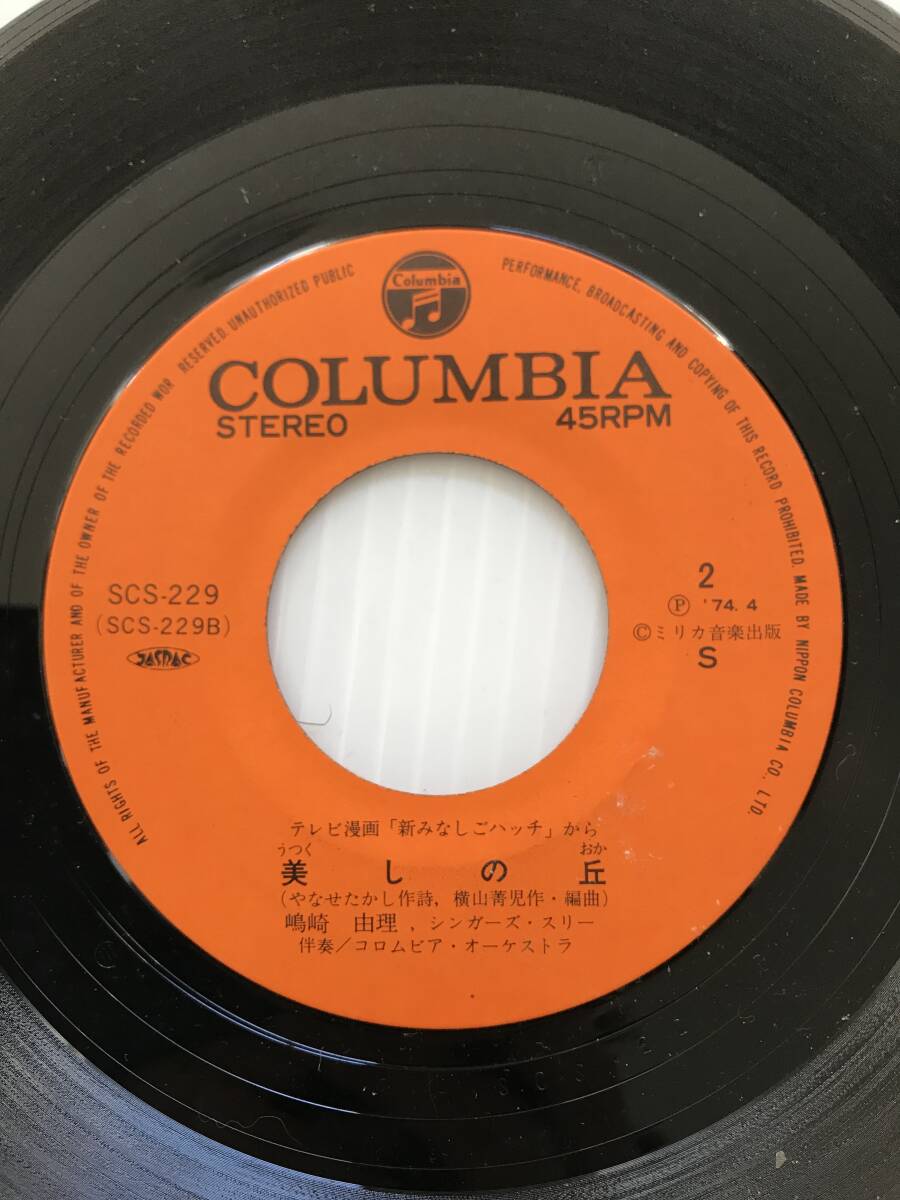 Columbia
ALL RIGHTS OF THE MANUFACTURER AND OF THE OWNER OF THE RECORDED WOR RESERVED. UNAUTHORIZED PUBLIC
PERFORMANCE, BROADCASTING AND COPYING OF THIS RECORD PROHIBITED. MADE BY NIPPON COLUMBIA CO., LTD.
COLUMBIA
STEREO 45RPM
SCS-229
(SCS-229B)
JASRAC
2
Ⓟ '74. 4
©ミリカ音楽出版
S
テレビ漫画「新みなしごハッチ」から
うつく おか
美しの丘
(やなせたかし作詩, 横山菁児作・編曲)
嶋崎 由理, シンガーズ・スリー
伴奏/コロムビア・オーケストラ